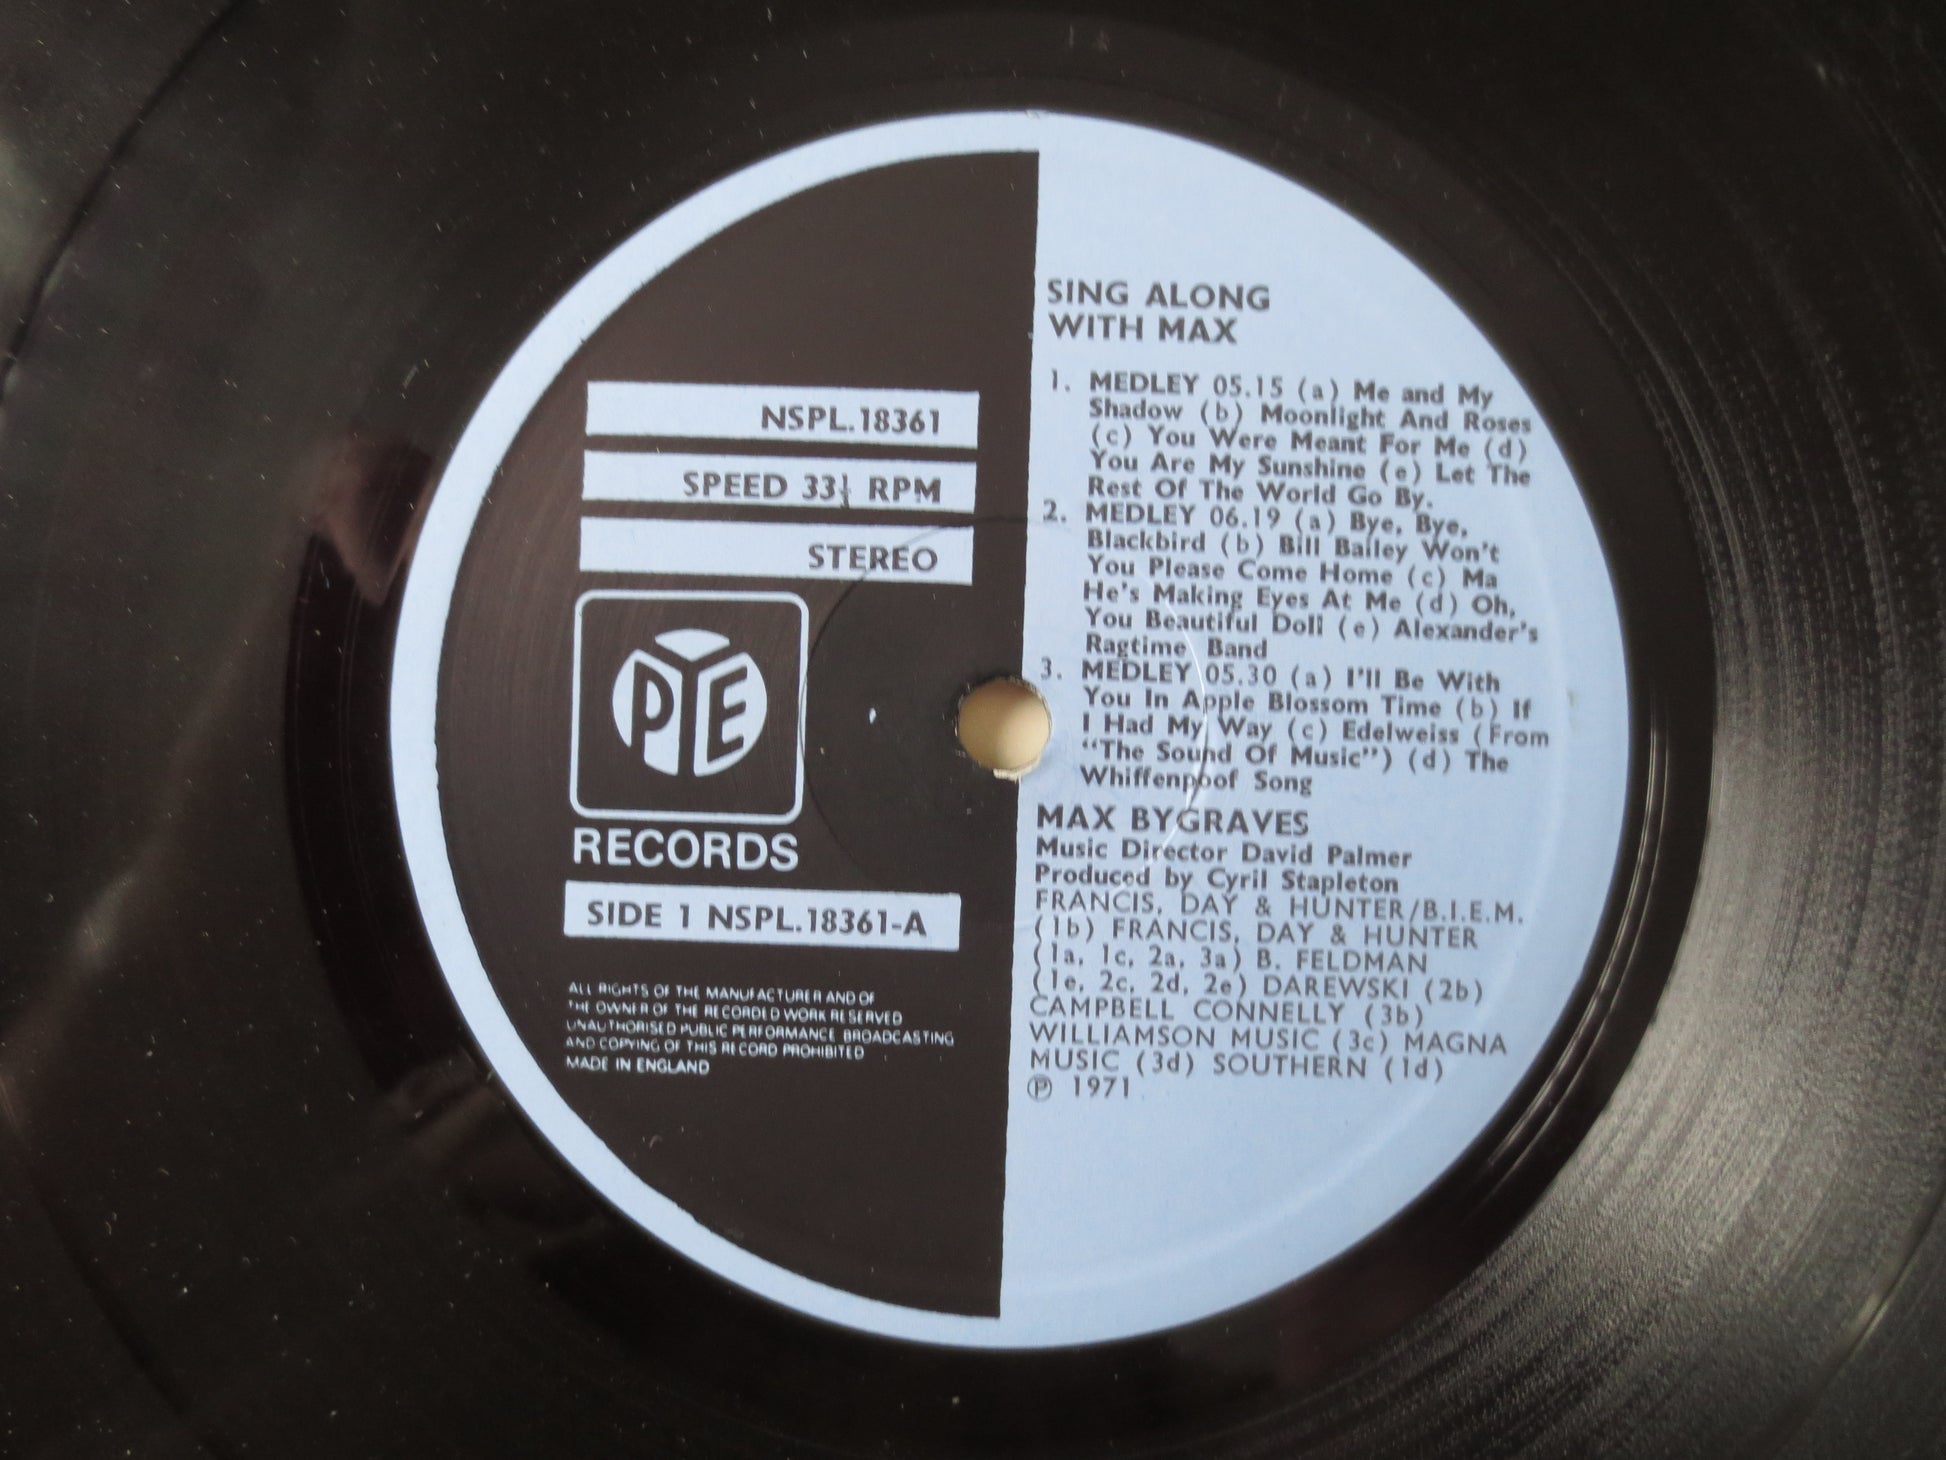 NSPL.18361
SPEED 33⅓ RPM
STEREO
PYE
RECORDS
SIDE 1 NSPL.18361-A
ALL RIGHTS OF THE MANUFACTURER AND OF
THE OWNER OF THE RECORDED WORK RESERVED
UNAUTHORISED PUBLIC PERFORMANCE BROADCASTING
AND COPYING OF THIS RECORD PROHIBITED
MADE IN ENGLAND
SING ALONG
WITH MAX
1. MEDLEY 05.15 (a) Me and My
Shadow (b) Moonlight And Roses
(c) You Were Meant For Me (d)
You Are My Sunshine (e) Let The
Rest Of The World Go By.
2. MEDLEY 06.19 (a) Bye, Bye,
Blackbird (b) Bill Bailey Won't
You Please Come Home (c) Ma
He's Making Eyes At Me (d) Oh,
You Beautiful Doll (e) Alexander's
Ragtime Band
3. MEDLEY 05.30 (a) I'll Be With
You In Apple Blossom Time (b) If
I Had My Way (c) Edelweiss (From
"The Sound Of Music") (d) The
Whiffenpoof Song
MAX BYGRAVES
Music Director David Palmer
Produced by Cyril Stapleton
FRANCIS, DAY & HUNTER/B.I.E.M.
(1b) FRANCIS, DAY & HUNTER
(1a, 1c, 2a, 3a) B. FELDMAN
(1e, 2c, 2d, 2e) DAREWSKI (2b)
CAMPBELL CONNELLY (3b)
WILLIAMSON MUSIC (3c) MAGNA
MUSIC (3d) SOUTHERN (1d)
℗ 1971